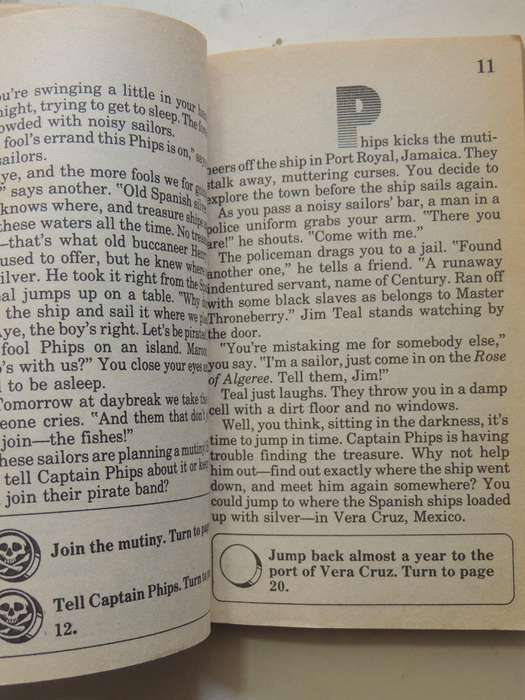 ou're swinging a little in your
night, trying to get to sleep. The
owded with noisy sailors.
fool's errand this Phips is on,"
sailors.
ye, and the more fools we for
" says another. "Old Spanish
knows where, and treasure ships
these waters all the time. No
—that's what old buccaneer
used to offer, but he knew where
ilver. He took it right from the
al jumps up on a table. "Why
the ship and sail it where we
Aye, the boy's right. Let's be
fool Phips on an island.
's with us?" You close your eyes
to be asleep.
Tomorrow at daybreak we take
eone cries. "And them that don't
join—the fishes!"
hese sailors are planning a mutiny.
tell Captain Phips about it or
join their pirate band?
Join the mutiny. Turn to
Tell Captain Phips. Turn
12.
11
Phips kicks the muti-
neers off the ship in Port Royal, Jamaica. They
stalk away, muttering curses. You decide to
explore the town before the ship sails again.
As you pass a noisy sailors' bar, a man in a
police uniform grabs your arm. "There you
are!" he shouts. "Come with me."
The policeman drags you to a jail. "Found
another one," he tells a friend. "A runaway
indentured servant, name of Century. Ran off
with some black slaves as belongs to Master
Throneberry." Jim Teal stands watching by
the door.
"You're mistaking me for somebody else,"
you say. "I'm a sailor, just come in on the Rose
of Algeree. Tell them, Jim!"
Teal just laughs. They throw you in a damp
cell with a dirt floor and no windows.
Well, you think, sitting in the darkness, it's
time to jump in time. Captain Phips is having
trouble finding the treasure. Why not help
him out—find out exactly where the ship went
down, and meet him again somewhere? You
could jump to where the Spanish ships loaded
up with silver—in Vera Cruz, Mexico.
Jump back almost a year to the
port of Vera Cruz. Turn to page
20.